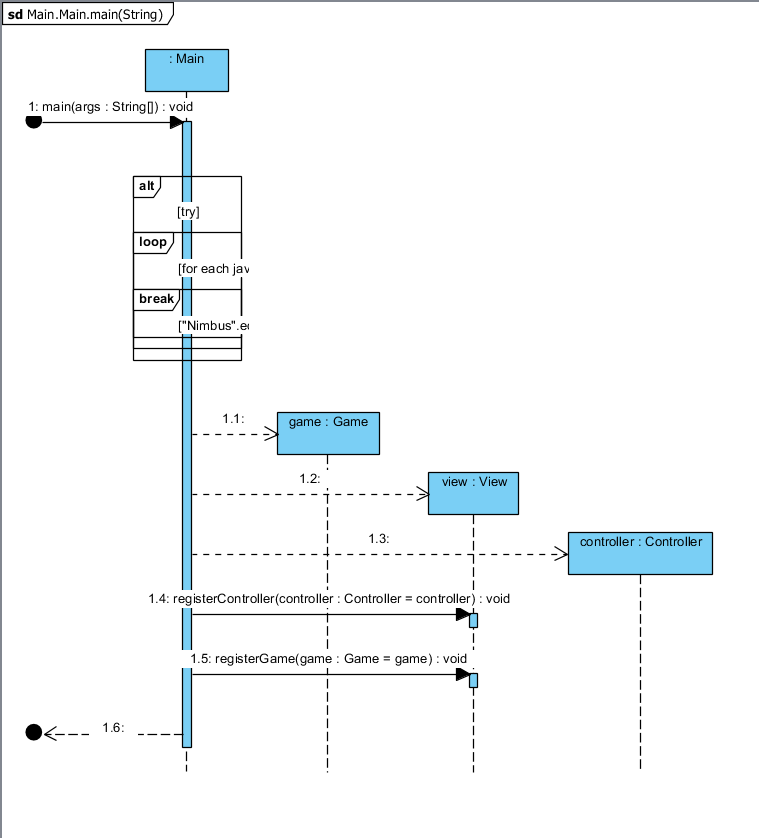 sd Main.Main.main(String)
: Main
1: main(args : String[]) : void
alt
[try]
loop
[for each jav
break
["Nimbus".e
1.1:
game : Game
1.2:
view : View
1.3:
controller : Controller
1.4: registerController(controller : Controller = controller) : void
1.5: registerGame(game : Game = game) : void
1.6: